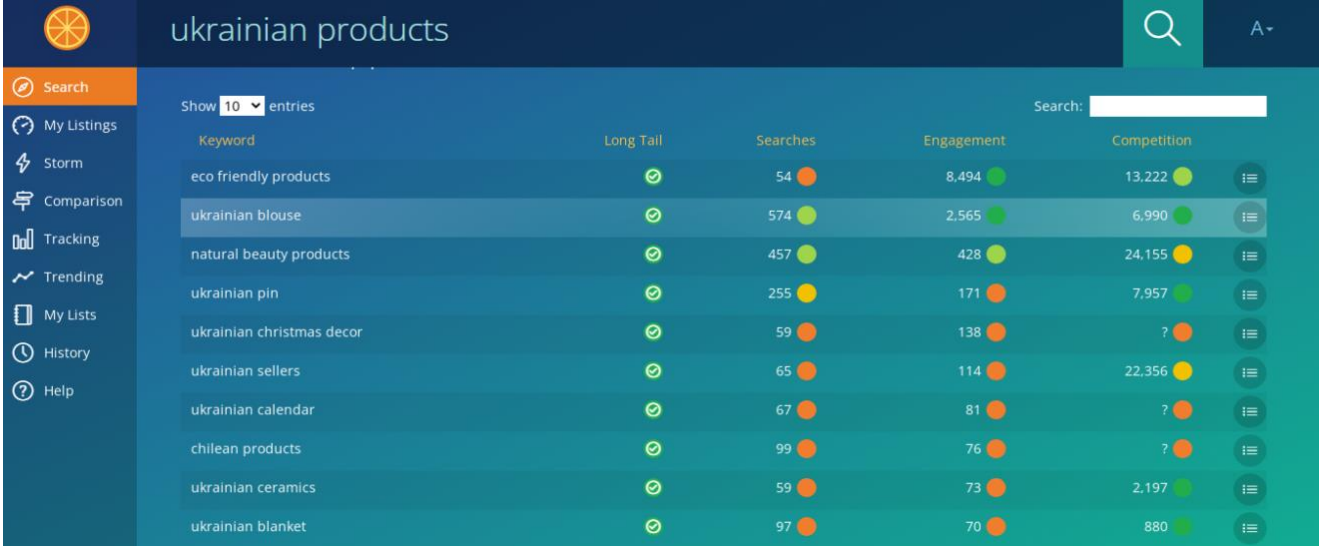 ukrainian products
A
Search
My Listings
Storm
Comparison
Tracking
Trending
My Lists
History
Help
Show 10 entries
Search:
Keyword Long Tail Searches Engagement Competition
eco friendly products 54 8,494 13,222
ukrainian blouse 574 2,565 6,990
natural beauty products 457 428 24,155
ukrainian pin 255 171 7,957
ukrainian christmas decor 59 138 ?
ukrainian sellers 65 114 22,356
ukrainian calendar 67 81 ?
chilean products 99 76 ?
ukrainian ceramics 59 73 2,197
ukrainian blanket 97 70 880